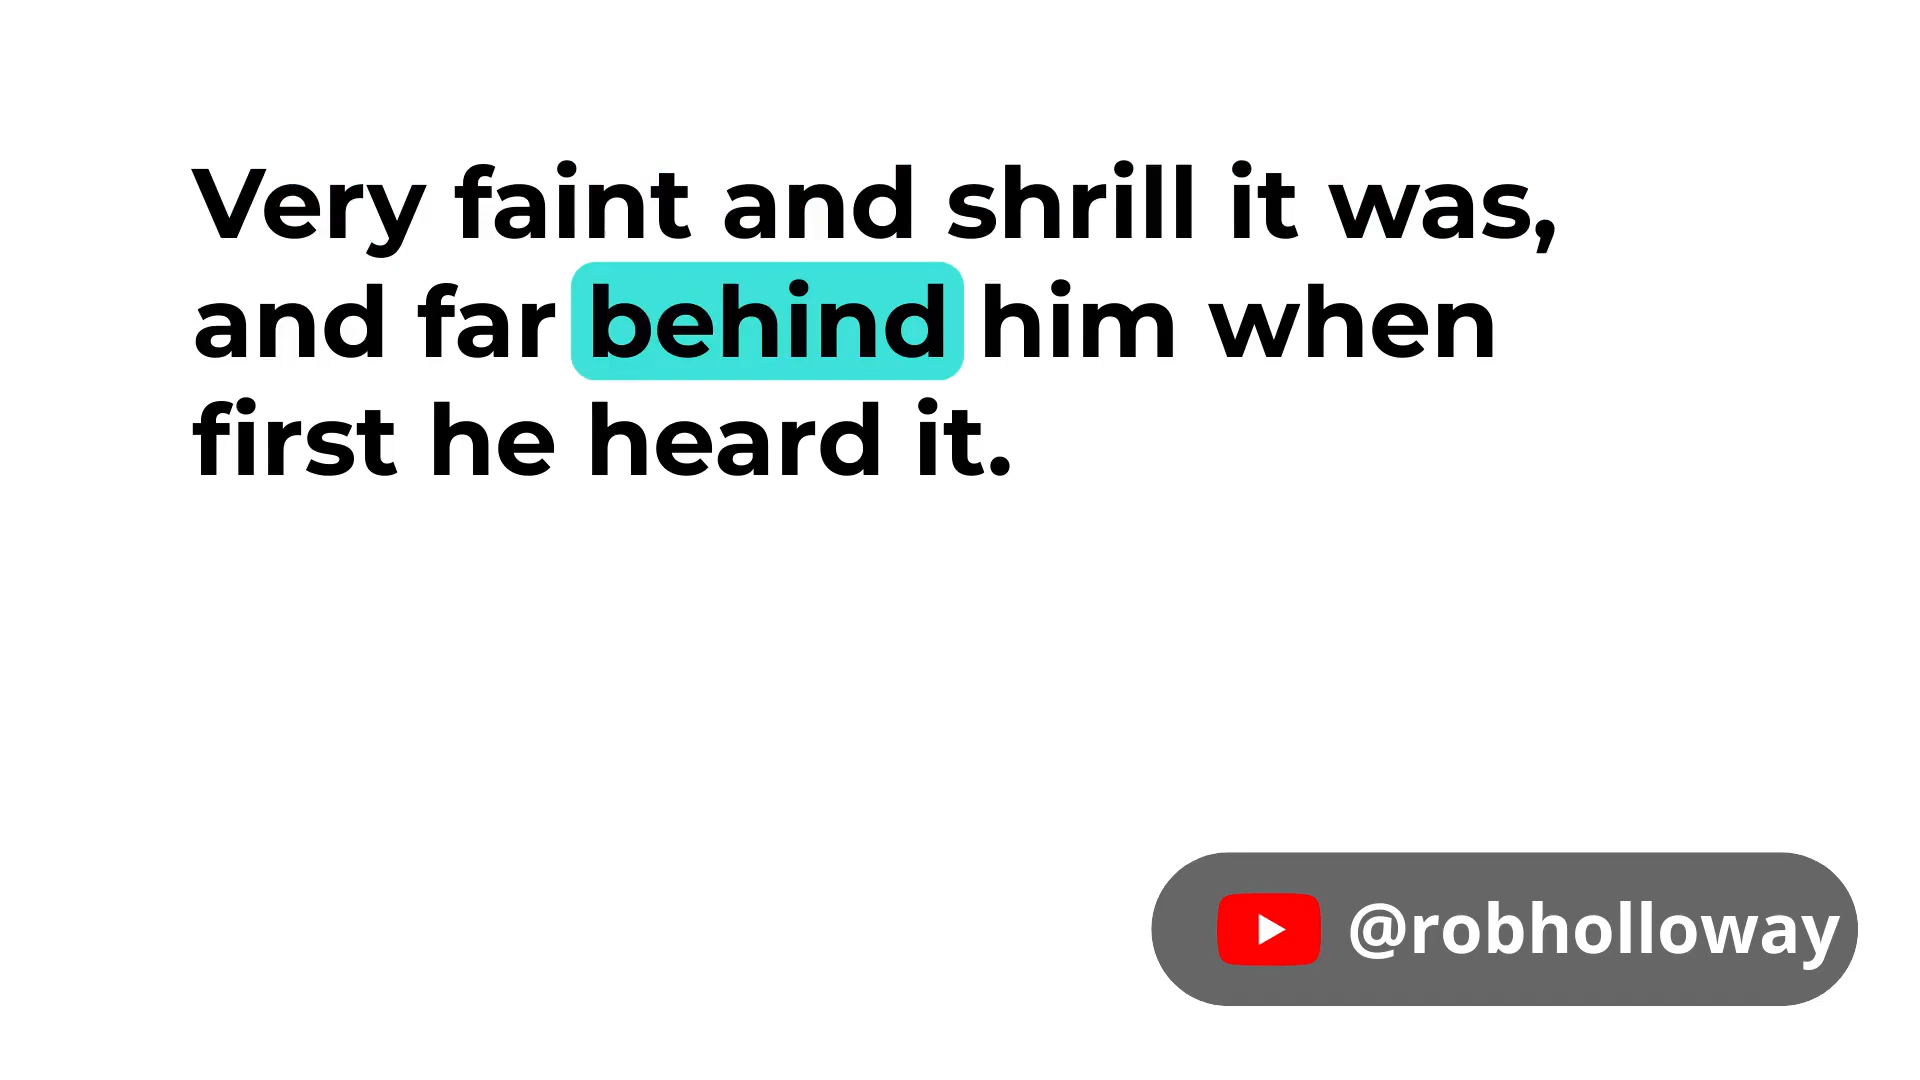 Very faint and shrill it was,
and far behind him when
first he heard it.
@robholloway